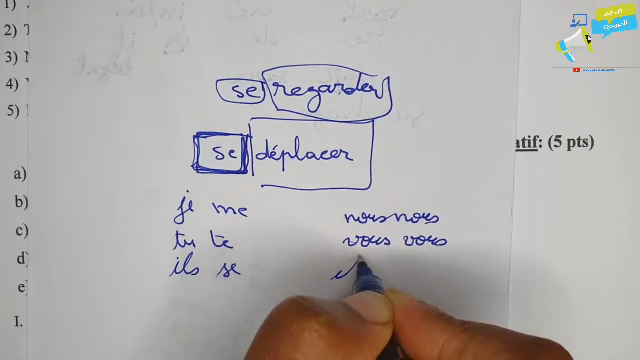 1)
2)
3)
4)
5)
se regarder
se déplacer
atif: (5 pts)
a)
b)
c)
d)
e)
I.
je me
nous nous
tu te
vous vous
ils se